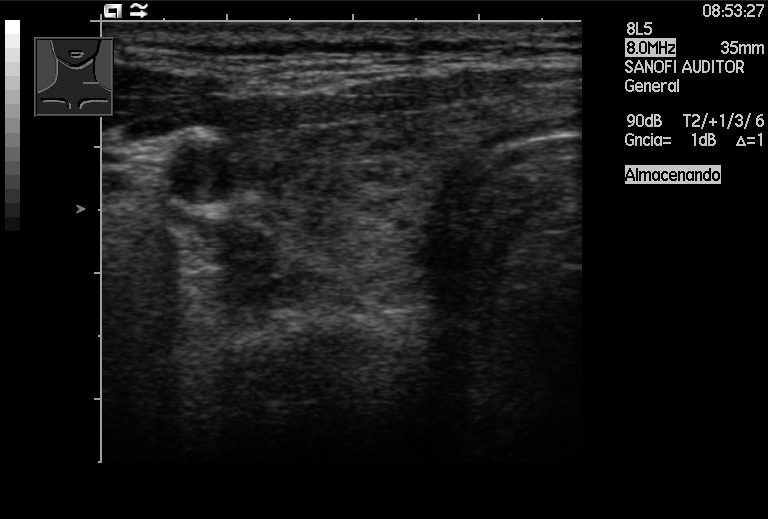 08:53:27
8L5
8.0MHz 35mm
SANOFI AUDITOR
General
90dB T2/+1/3/ 6
Gncia= 1dB Δ=1
Almacenando